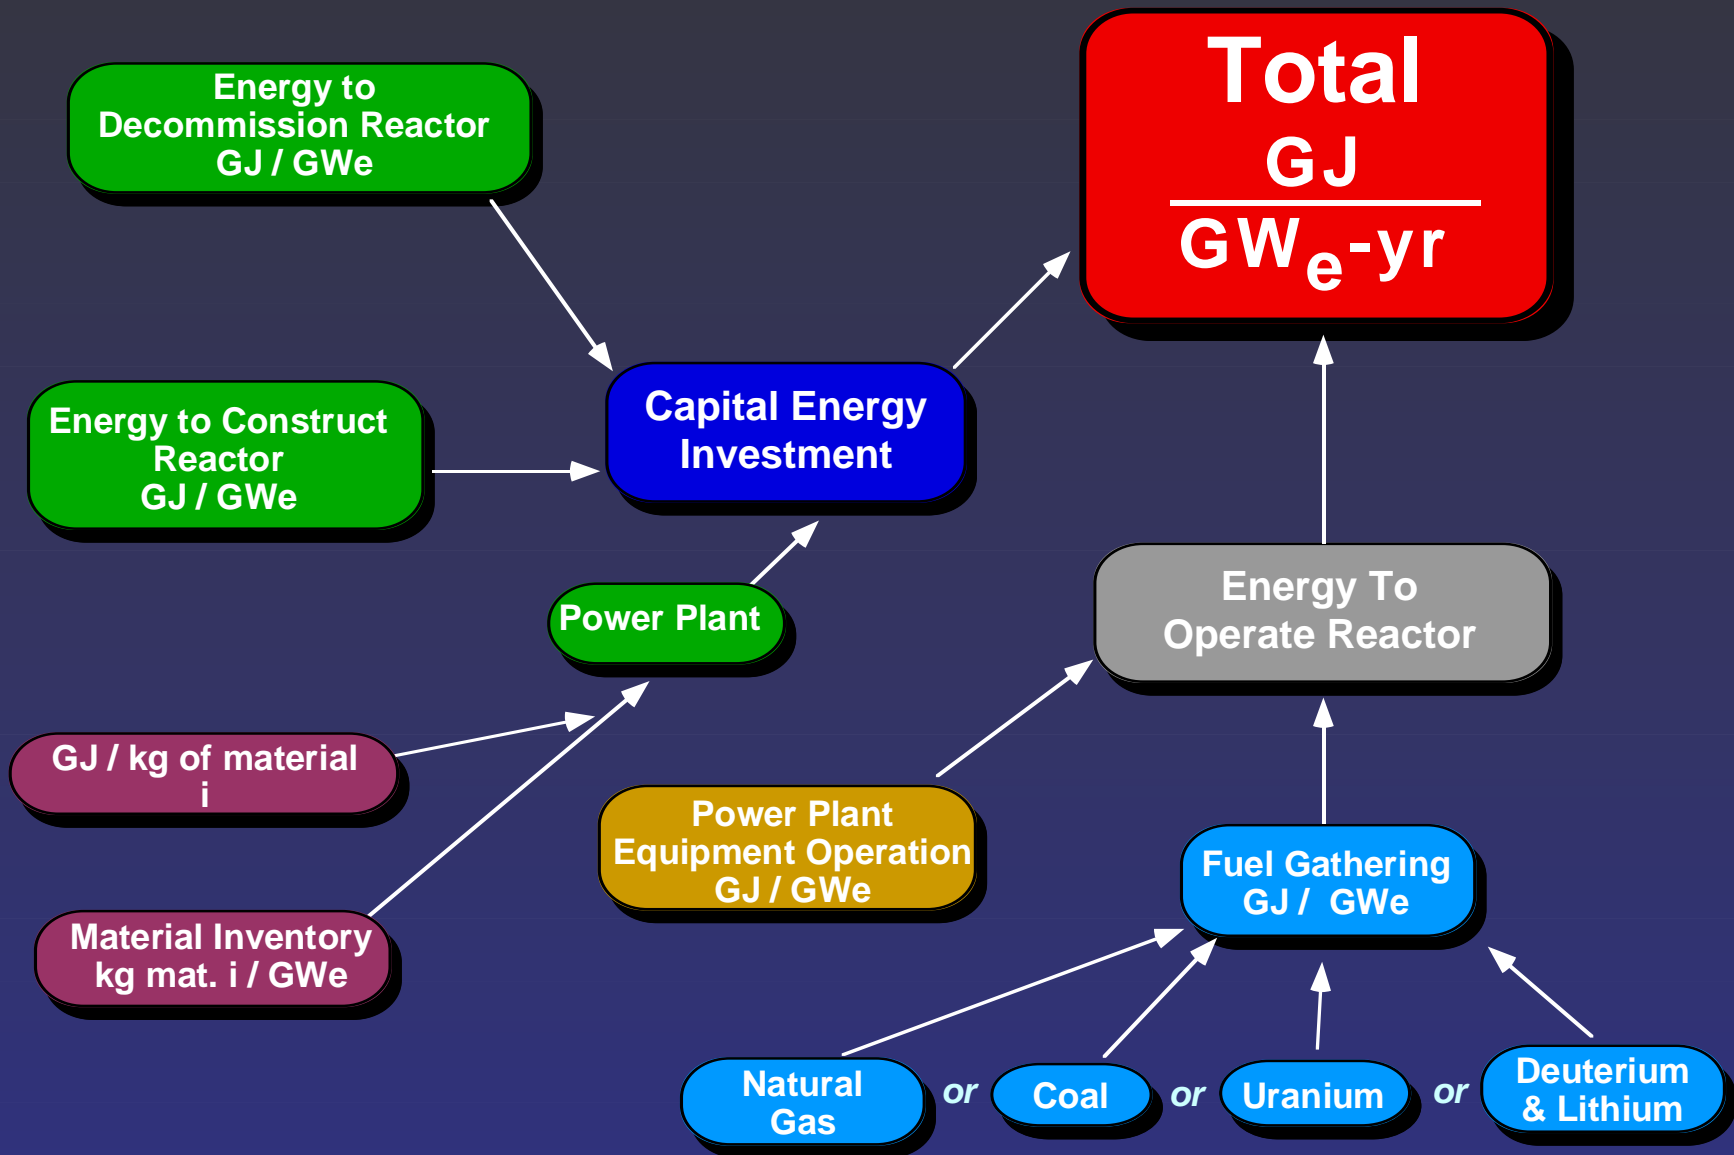 Total
GJ
GWe-yr
Energy to
Decommission Reactor
GJ / GWe
Energy to Construct
Reactor
GJ / GWe
Capital Energy
Investment
Power Plant
Energy To
Operate Reactor
GJ / kg of material
i
Power Plant
Equipment Operation
GJ / GWe
Fuel Gathering
GJ / GWe
Material Inventory
kg mat. i / GWe
Natural
Gas
or
Coal
or
Uranium
or
Deuterium
& Lithium